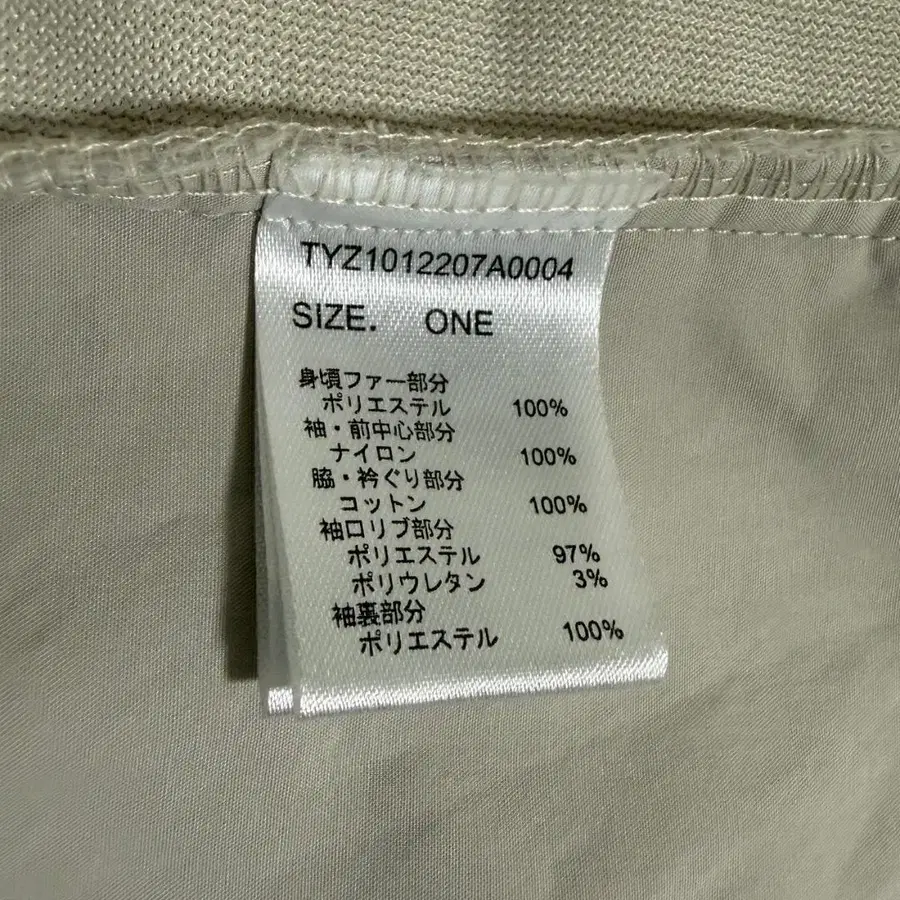 TYZ1012207A0004
SIZE. ONE
身頃ファー部分
ポリエステル 100%
袖・前中心部分
ナイロン 100%
脇・衿ぐり部分
コットン 100%
袖口リブ部分
ポリエステル 97%
ポリウレタン 3%
袖裏部分
ポリエステル 100%